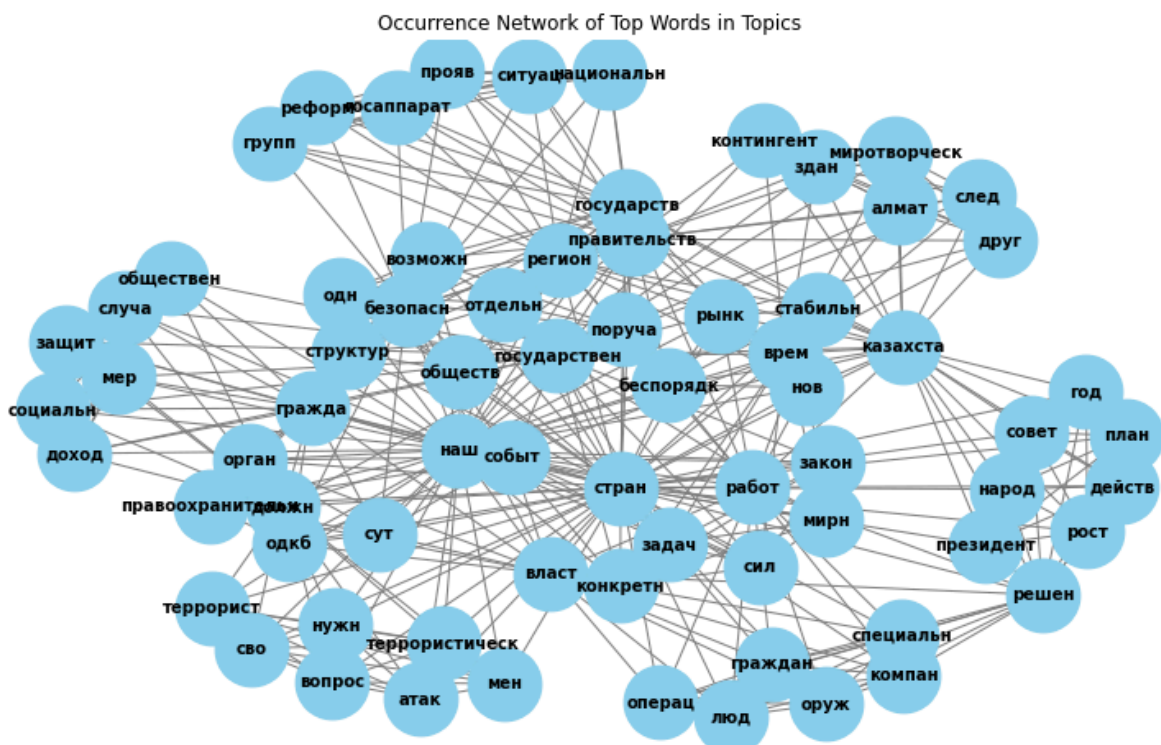 Occurrence Network of Top Words in Topics
прояв
ситуац
национальн
реформ
госаппарат
групп
контингент
здан
миротворческ
алмат
след
друг
государств
правительств
возможн
регион
обществен
случа
защит
мер
социальн
доход
одн
безопасн
отдельн
структур
государствен
поруча
рынк
стабильн
врем
казахста
обществ
беспорядк
нов
гражда
год
совет
план
наш
событ
орган
закон
стран
работ
народ
действ
правоохранительн
должн
мирн
одкб
сут
задач
президент
рост
власт
конкретн
сил
решен
террорист
сво
нужн
террористическ
специальн
вопрос
атак
мен
граждан
компан
операц
люд
оруж